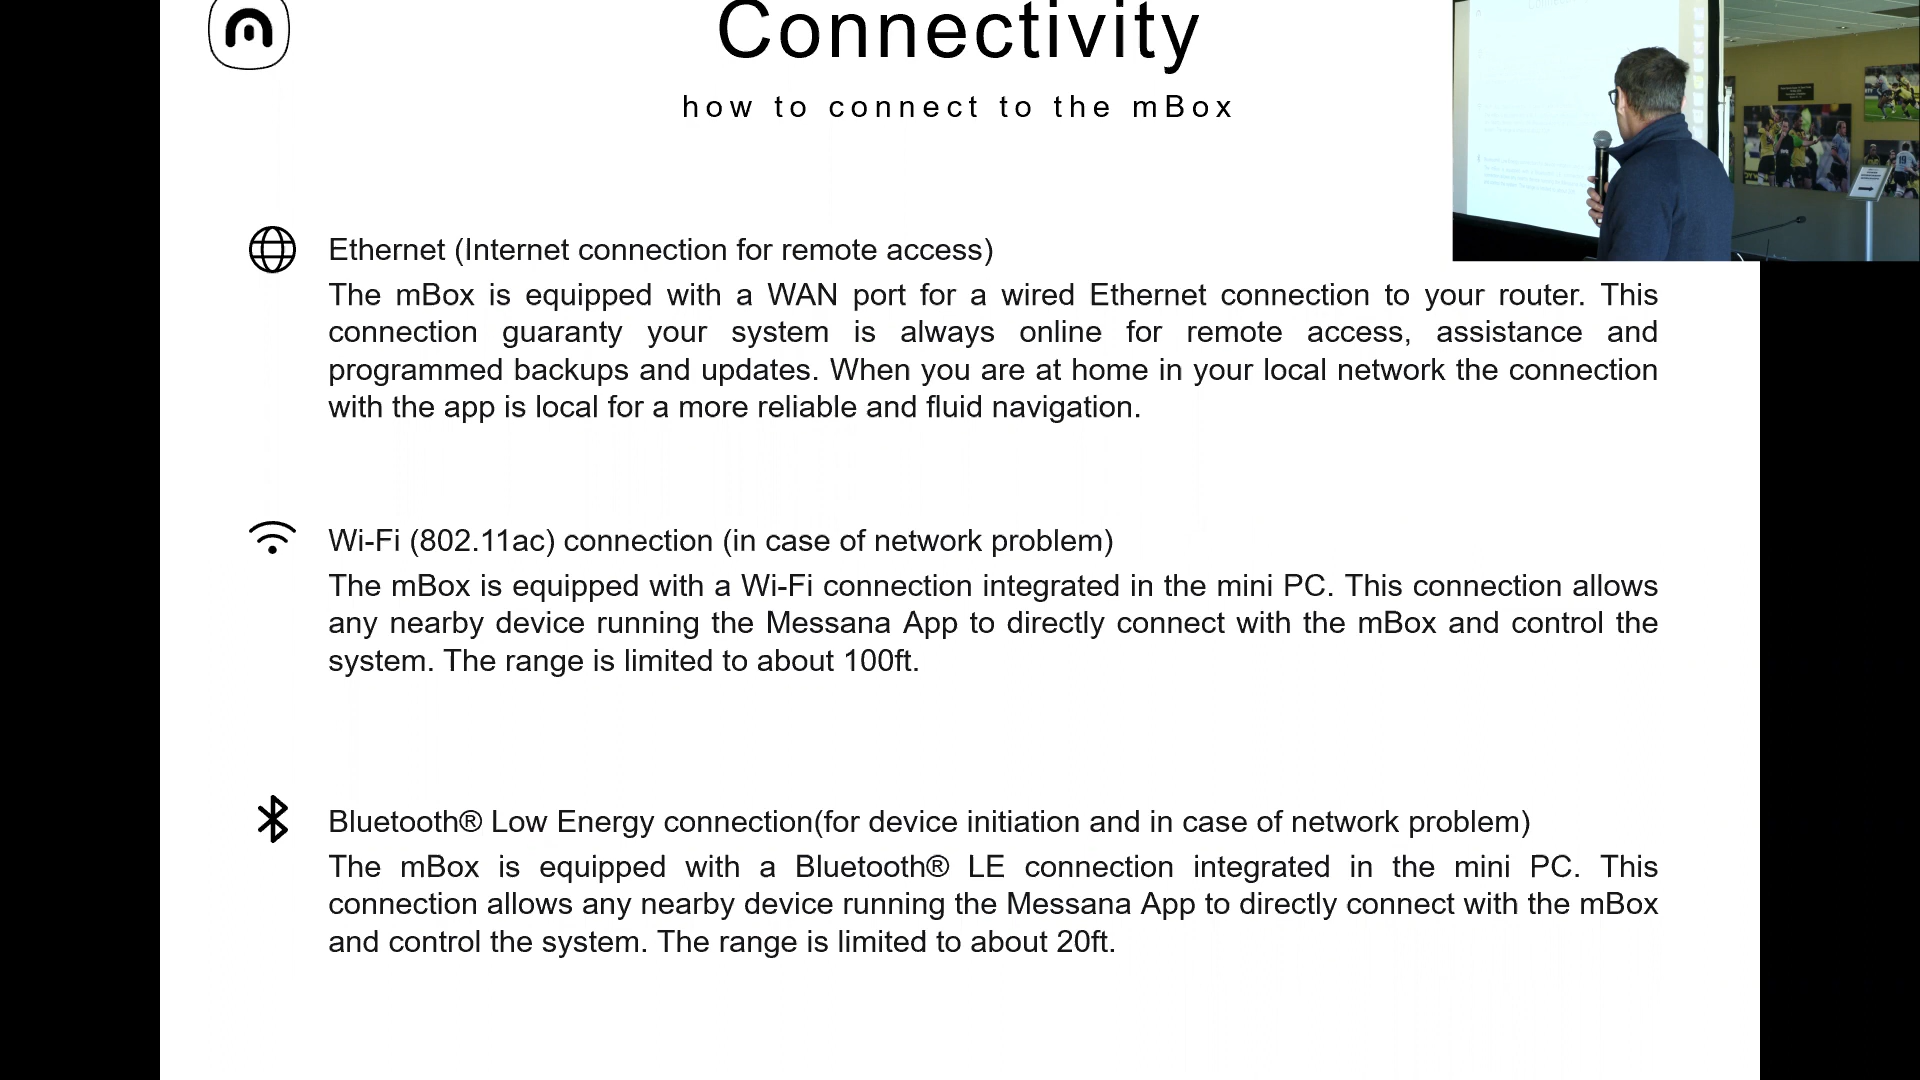 Connectivity
how to connect to the mBox
Ethernet (Internet connection for remote access)
The mBox is equipped with a WAN port for a wired Ethernet connection to your router. This
connection guaranty your system is always online for remote access, assistance and
programmed backups and updates. When you are at home in your local network the connection
with the app is local for a more reliable and fluid navigation.
Wi-Fi (802.11ac) connection (in case of network problem)
The mBox is equipped with a Wi-Fi connection integrated in the mini PC. This connection allows
any nearby device running the Messana App to directly connect with the mBox and control the
system. The range is limited to about 100ft.
Bluetooth® Low Energy connection(for device initiation and in case of network problem)
The mBox is equipped with a Bluetooth® LE connection integrated in the mini PC. This
connection allows any nearby device running the Messana App to directly connect with the mBox
and control the system. The range is limited to about 20ft.